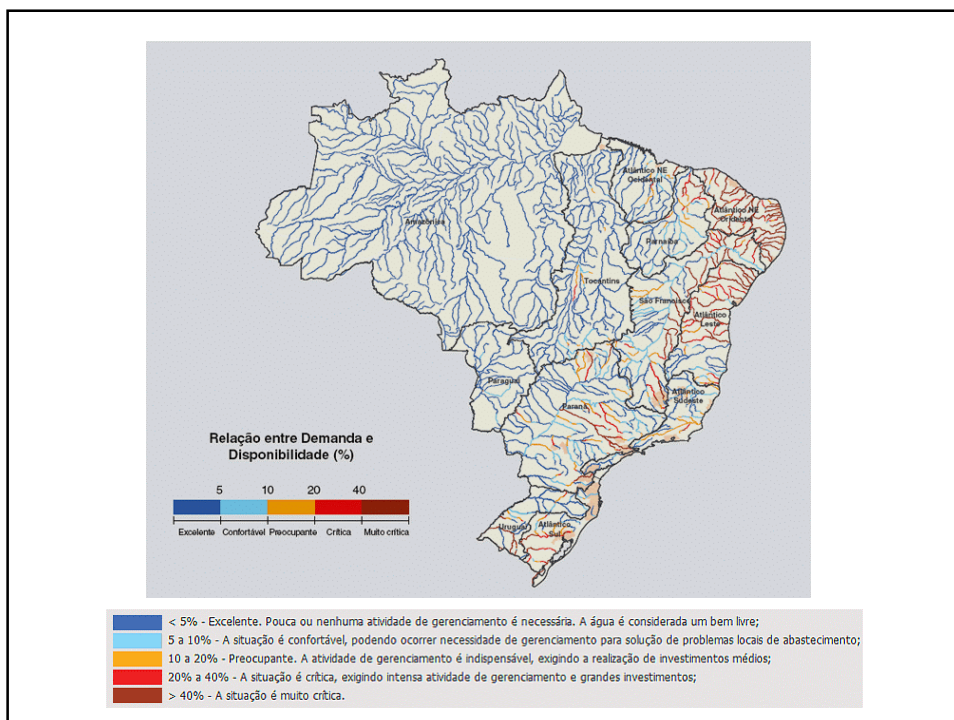 Atlântico NE
Ocidental
Atlântico NE
Oriental
Amazônica
Parnaíba
Tocantins
São Francisco
Atlântico
Leste
Paraguai
Atlântico
Sudeste
Paraná
Relação entre Demanda e
Disponibilidade (%)
5 10 20 40
Excelente Confortável Preocupante Crítica Muito crítica
Uruguai
Atlântico
Sul
< 5% - Excelente. Pouca ou nenhuma atividade de gerenciamento é necessária. A água é considerada um bem livre;
5 a 10% - A situação é confortável, podendo ocorrer necessidade de gerenciamento para solução de problemas locais de abastecimento;
10 a 20% - Preocupante. A atividade de gerenciamento é indispensável, exigindo a realização de investimentos médios;
20% a 40% - A situação é crítica, exigindo intensa atividade de gerenciamento e grandes investimentos;
> 40% - A situação é muito crítica.